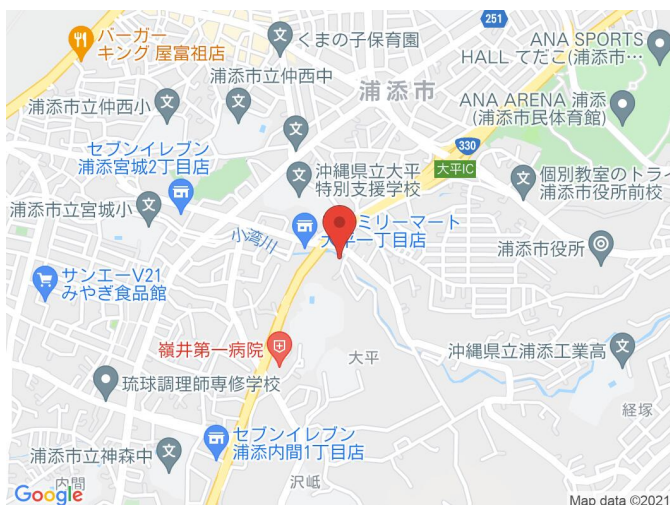 251
バーガー
キング 屋富祖店
くまの子保育園
ANA SPORTS
HALL てだこ(浦添市…
浦添市立仲西中
浦添市
浦添市立仲西小
ANA ARENA 浦添
(浦添市民体育館)
330
セブンイレブン
浦添宮城2丁目店
大平IC
沖縄県立大平
特別支援学校
個別教室のトライ
浦添市役所前校
浦添市立宮城小
小湾川
ミリーマート
大平一丁目店
浦添市役所
サンエーV21
みやぎ食品館
嶺井第一病院
大平
沖縄県立浦添工業高
琉球調理師専修学校
経塚
セブンイレブン
浦添内間1丁目店
浦添市立神森中
内間
沢岻
Google
Map data ©2021